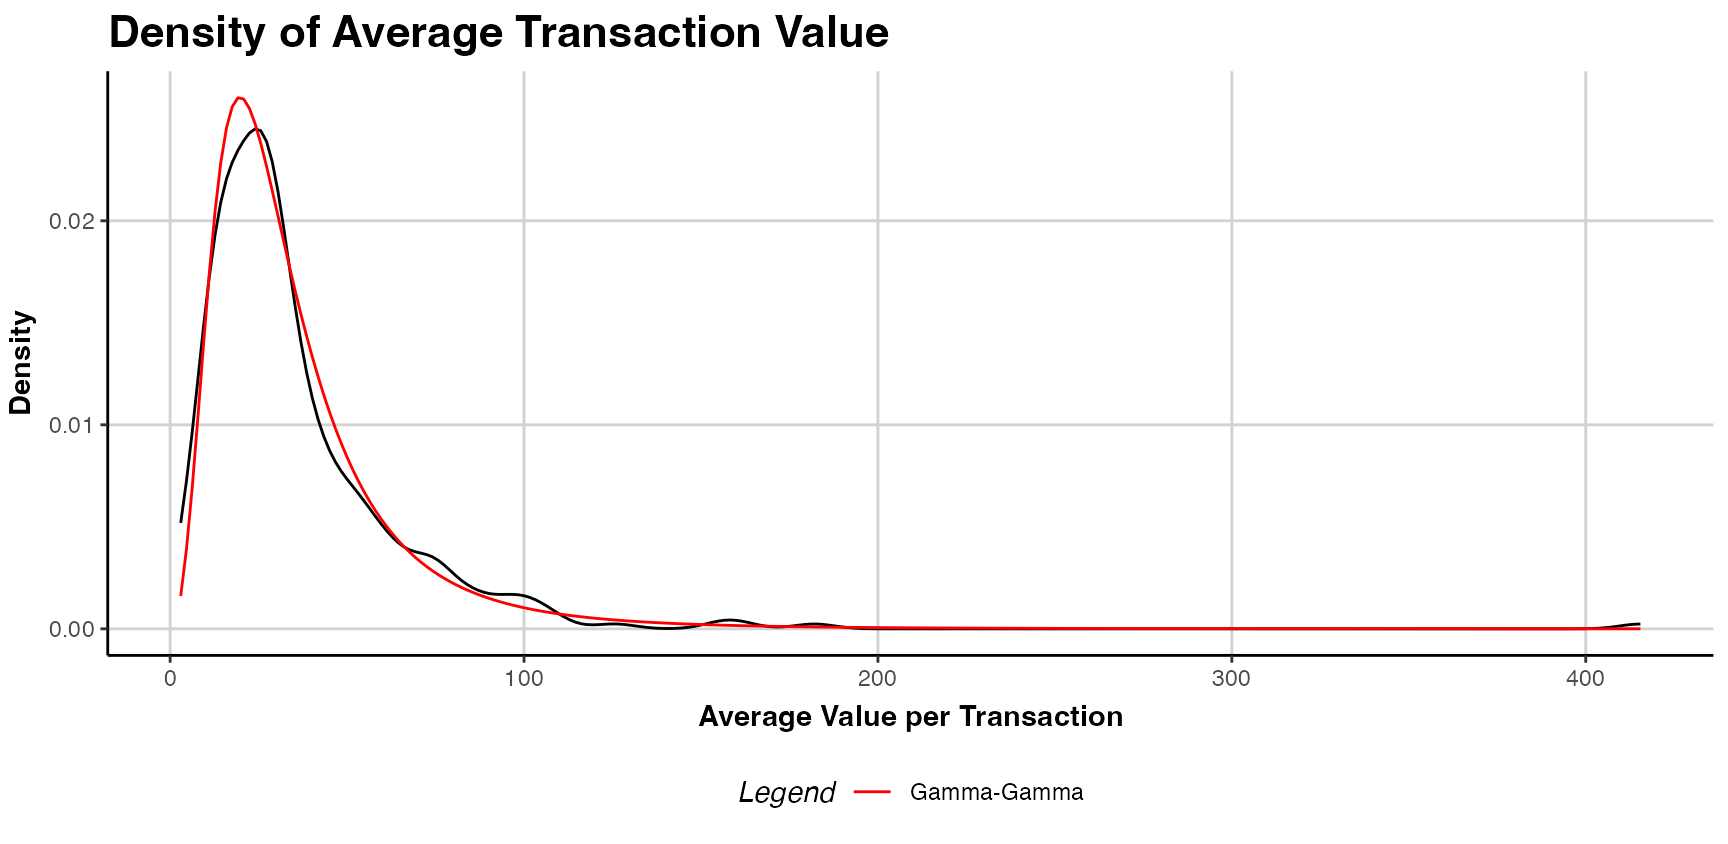 Density of Average Transaction Value
Density
0.02
0.01
0.00
0 100 200 300 400
Average Value per Transaction
Legend Gamma-Gamma